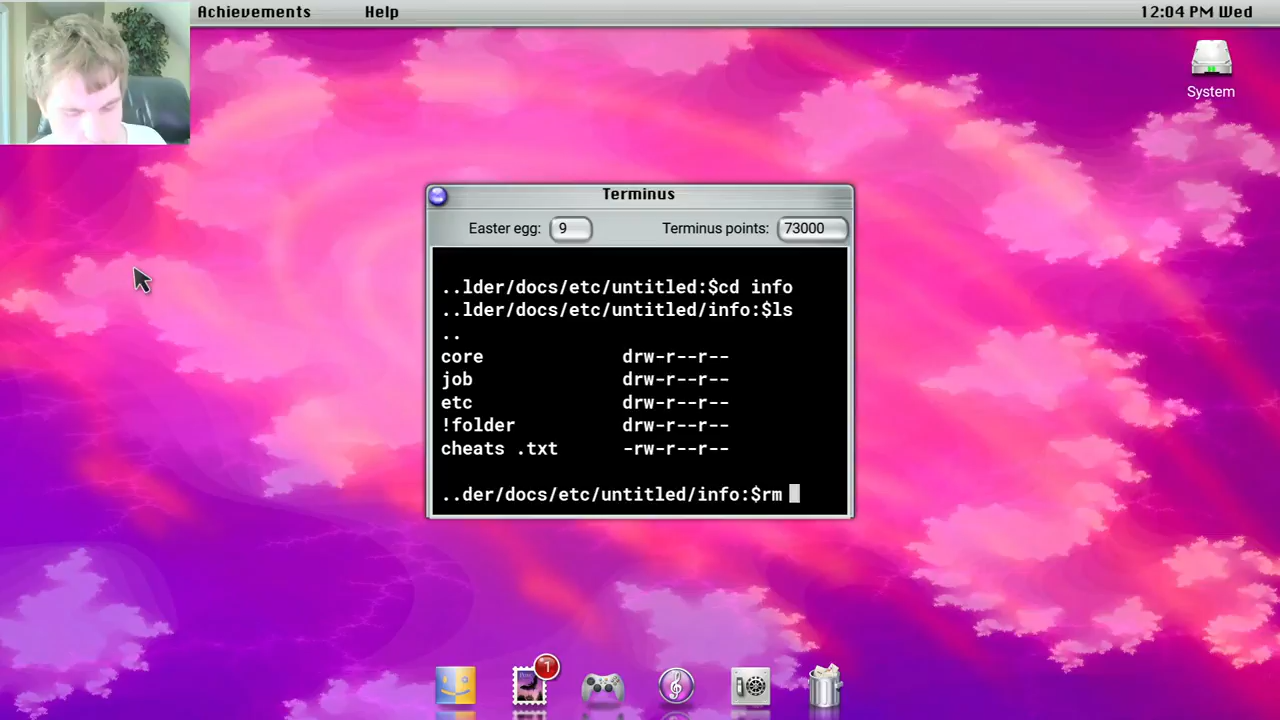 Achievements Help 12:04 PM Wed
System
Terminus
Easter egg: 9 Terminus points: 73000
..lder/docs/etc/untitled:$cd info
..lder/docs/etc/untitled/info:$ls
..
core drw-r--r--
job drw-r--r--
etc drw-r--r--
!folder drw-r--r--
cheats .txt -rw-r--r--
..der/docs/etc/untitled/info:$rm
1